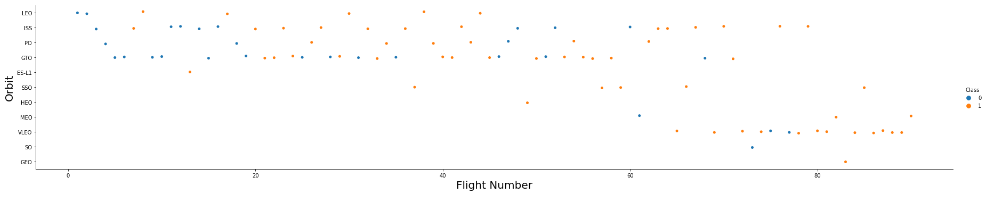 LEO
ISS
PO
GTO
ES-L1
SSO
HEO
MEO
VLEO
SO
GEO
Orbit
0
20
40
60
80
Flight Number
Class
0
1